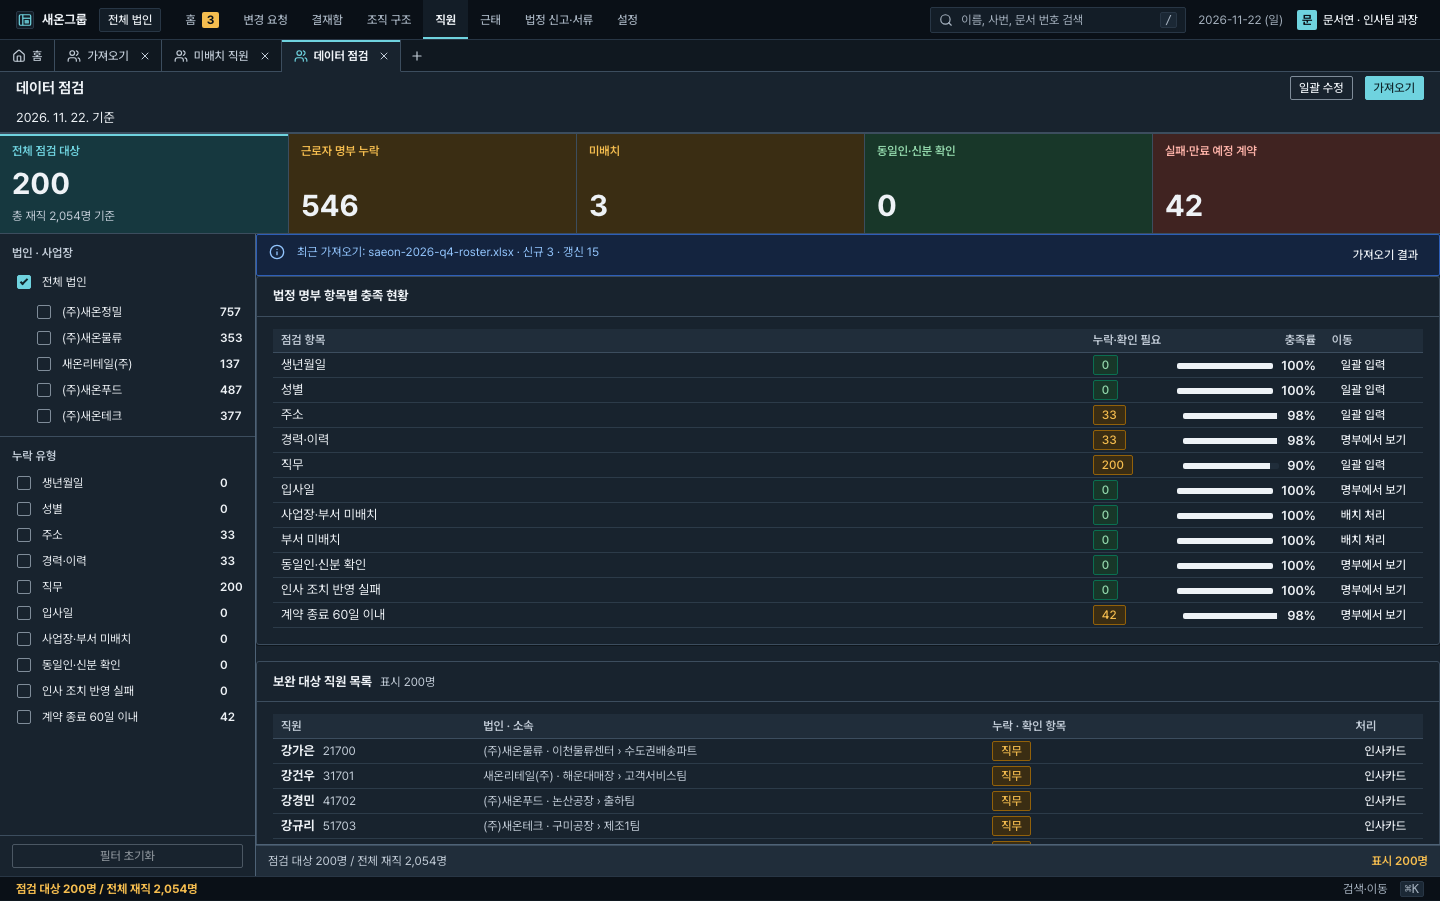 새온그룹 전체 법인 홈 3 변경 요청 결재함 조직 구조 직원 근태 법정 신고·서류 설정 이름, 사번, 문서 번호 검색 / 2026-11-22 (일) 문 문서연 · 인사팀 과장
홈 가져오기 미배치 직원 데이터 점검
데이터 점검 일괄 수정 가져오기
2026. 11. 22. 기준
전체 점검 대상
200
총 재직 2,054명 기준
근로자 명부 누락
546
미배치
3
동일인·신분 확인
0
실패·만료 예정 계약
42
법인 · 사업장
전체 법인
(주)새온정밀 757
(주)새온물류 353
새온리테일(주) 137
(주)새온푸드 487
(주)새온테크 377
누락 유형
생년월일 0
성별 0
주소 33
경력·이력 33
직무 200
입사일 0
사업장·부서 미배치 0
동일인·신분 확인 0
인사 조치 반영 실패 0
계약 종료 60일 이내 42
필터 초기화
최근 가져오기: saeon-2026-q4-roster.xlsx · 신규 3 · 갱신 15 가져오기 결과
법정 명부 항목별 충족 현황
점검 항목 누락·확인 필요 충족률 이동
생년월일 0 100% 일괄 입력
성별 0 100% 일괄 입력
주소 33 98% 일괄 입력
경력·이력 33 98% 명부에서 보기
직무 200 90% 일괄 입력
입사일 0 100% 명부에서 보기
사업장·부서 미배치 0 100% 배치 처리
부서 미배치 0 100% 배치 처리
동일인·신분 확인 0 100% 명부에서 보기
인사 조치 반영 실패 0 100% 명부에서 보기
계약 종료 60일 이내 42 98% 명부에서 보기
보완 대상 직원 목록 표시 200명
직원 법인 · 소속 누락 · 확인 항목 처리
강가은 21700 (주)새온물류 · 이천물류센터 › 수도권배송파트 직무 인사카드
강건우 31701 새온리테일(주) · 해운대매장 › 고객서비스팀 직무 인사카드
강경민 41702 (주)새온푸드 · 논산공장 › 출하팀 직무 인사카드
강규리 51703 (주)새온테크 · 구미공장 › 제조1팀 직무 인사카드
점검 대상 200명 / 전체 재직 2,054명 표시 200명
점검 대상 200명 / 전체 재직 2,054명 검색·이동 ⌘K